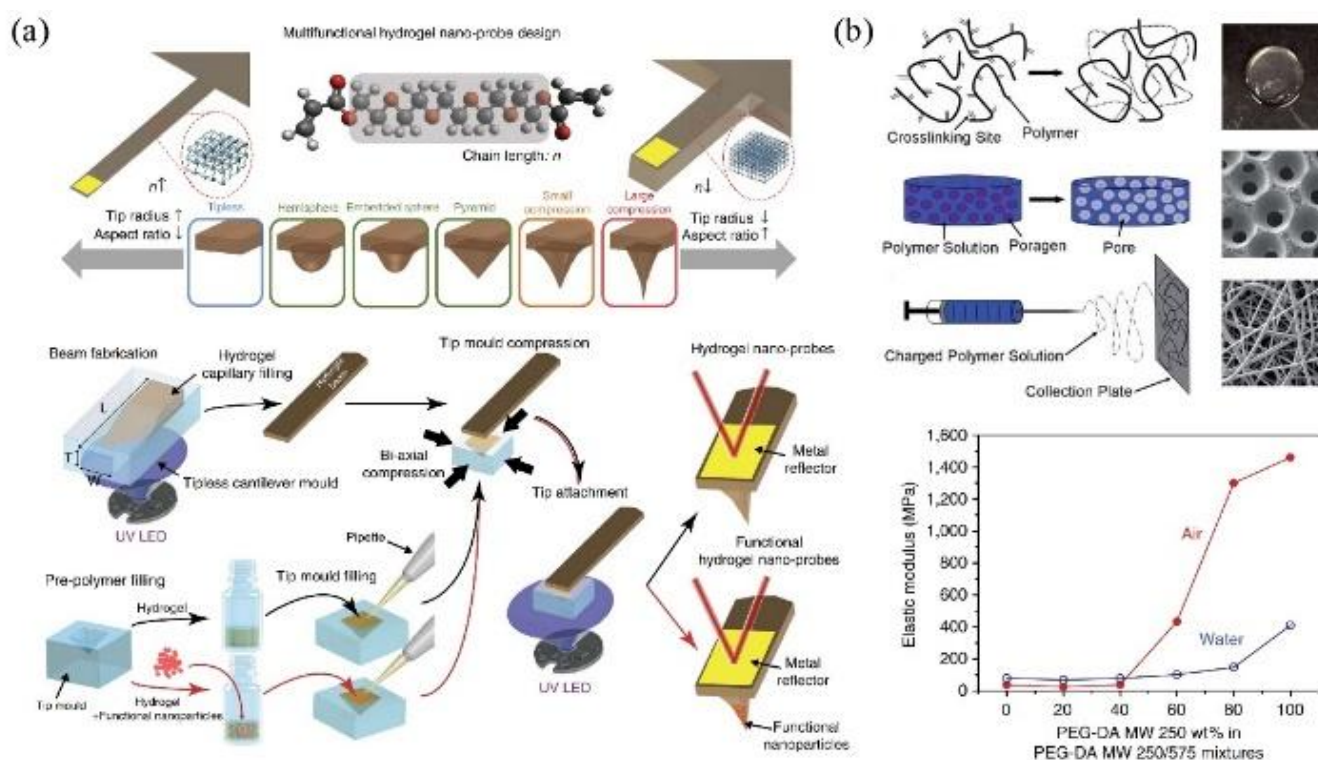 (a)
Multifunctional hydrogel nano-probe design
Chain length: n
n↑
n↓
Tip radius ↑
Aspect ratio ↓
Tipless
Hemisphere
Embedded sphere
Pyramid
Small
compression
Large
compression
Tip radius ↓
Aspect ratio ↑
Beam fabrication
Hydrogel
capillary filling
L
T
W
Tipless cantilever mould
UV LED
Hydrogel
beam
Tip mould compression
Bi-axial
compression
Tip attachment
UV LED
Pre-polymer filling
Hydrogel
Tip mould
Hydrogel
+Functional nanoparticles
Tip mould filling
Pipette
Hydrogel nano-probes
Metal
reflector
Functional
hydrogel nano-probes
Metal
reflector
Functional
nanoparticles
(b)
Crosslinking Site
Polymer
Polymer Solution
Poragen
Pore
Charged Polymer Solution
Collection Plate
Elastic modulus (MPa)
1,600
1,400
1,200
1,000
800
600
400
200
0
Air
Water
0 20 40 60 80 100
PEG-DA MW 250 wt% in
PEG-DA MW 250/575 mixtures